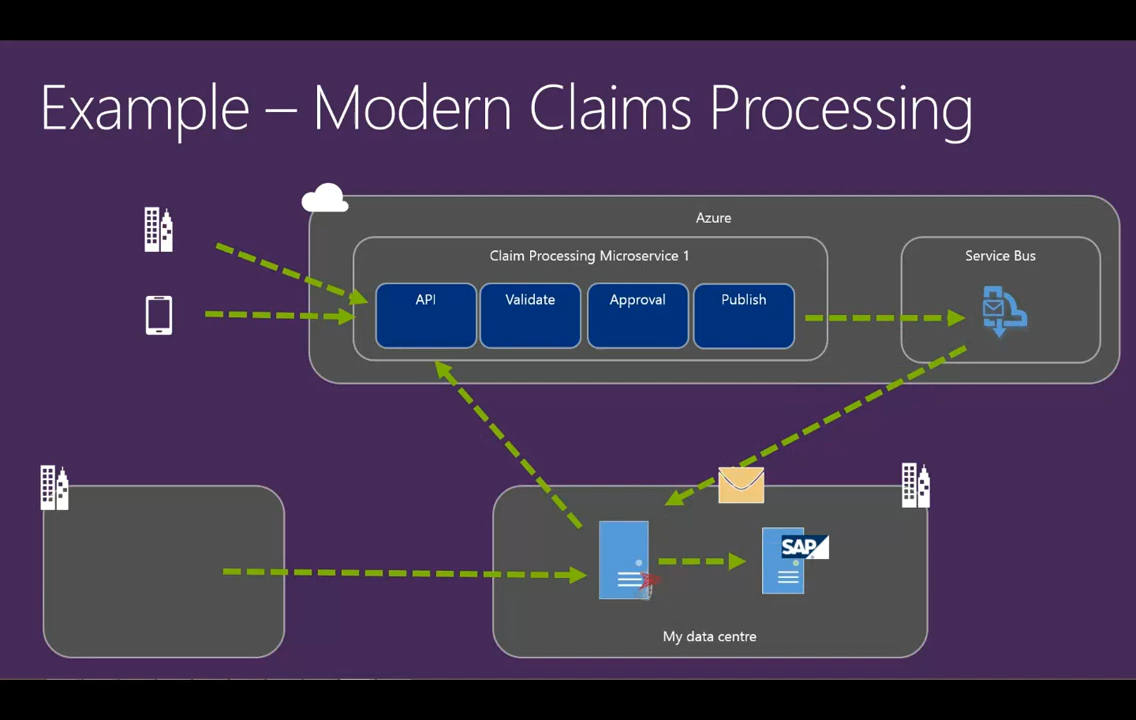 Example – Modern Claims Processing
Azure
Claim Processing Microservice 1
Service Bus
API
Validate
Approval
Publish
SAP
My data centre